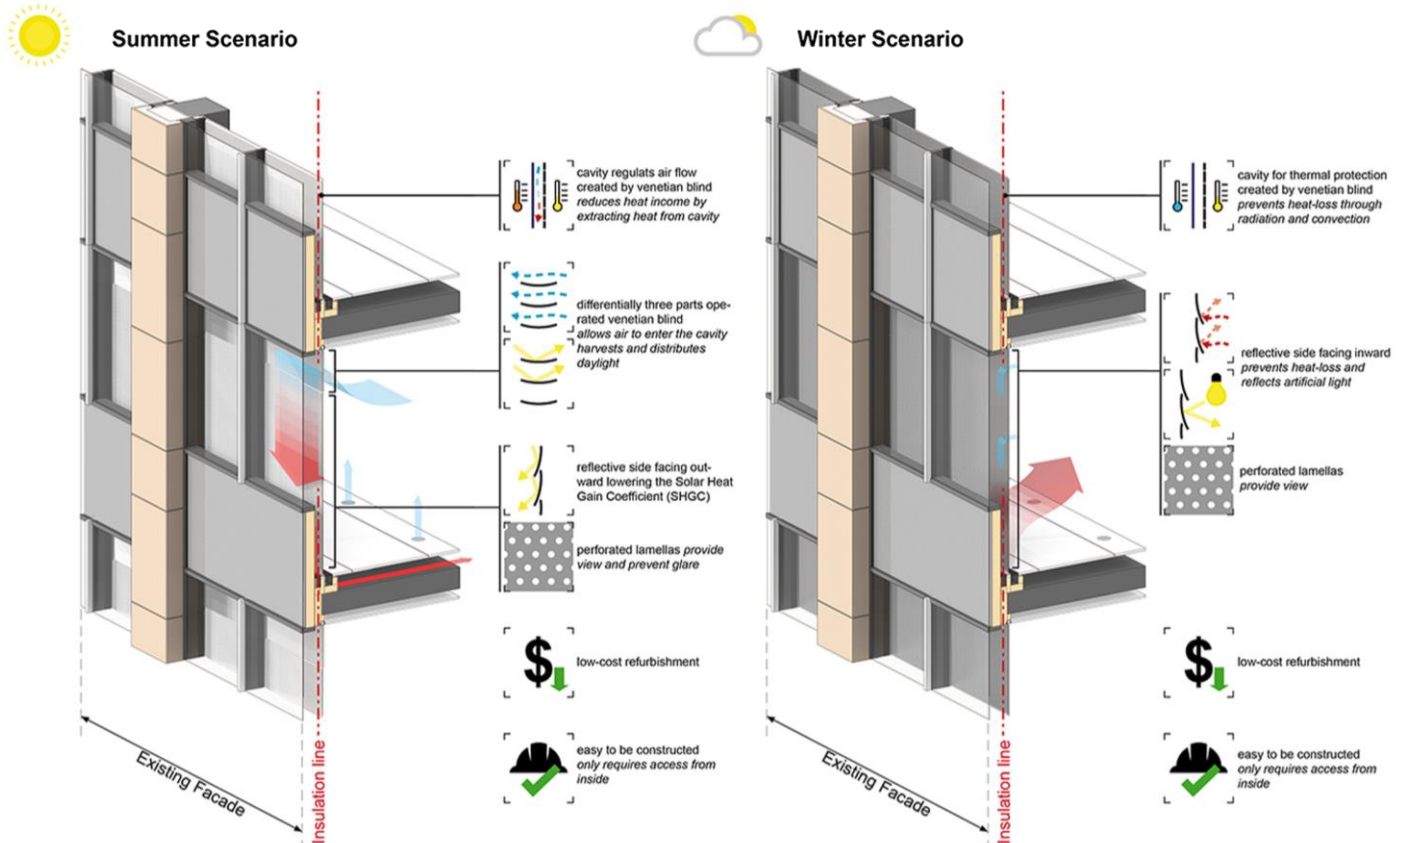 Summer Scenario
cavity regulats air flow
created by venetian blind
reduces heat income by
extracting heat from cavity
differentially three parts ope-
rated venetian blind
allows air to enter the cavity
harvests and distributes
daylight
reflective side facing out-
ward lowering the Solar Heat
Gain Coefficient (SHGC)
perforated lamellas provide
view and prevent glare
$
low-cost refurbishment
easy to be constructed
only requires access from
inside
Existing Facade
Insulation line
Winter Scenario
cavity for thermal protection
created by venetian blind
prevents heat-loss through
radiation and convection
reflective side facing inward
prevents heat-loss and
reflects artificial light
perforated lamellas
provide view
$
low-cost refurbishment
easy to be constructed
only requires access from
inside
Existing Facade
Insulation line